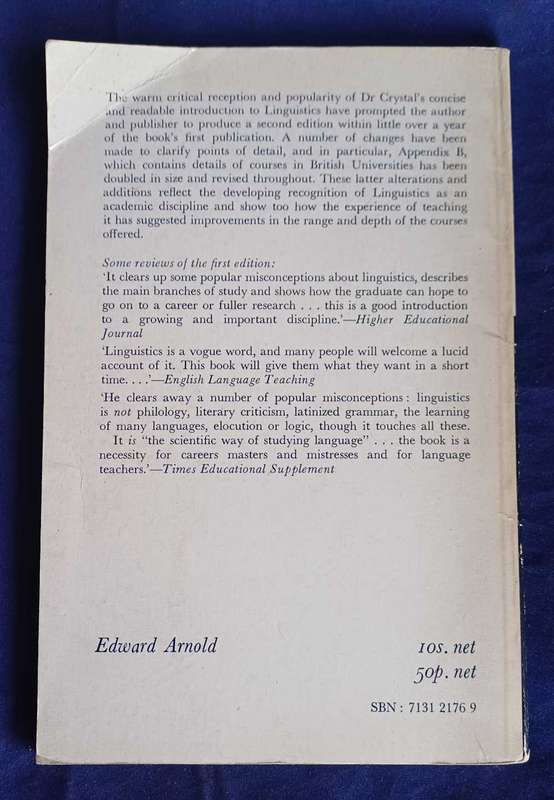 The warm critical reception and popularity of Dr Crystal's concise
and readable introduction to Linguistics have prompted the author
and publisher to produce a second edition within little over a year
of the book's first publication. A number of changes have been
made to clarify points of detail, and in particular, Appendix B,
which contains details of courses in British Universities has been
doubled in size and revised throughout. These latter alterations and
additions reflect the developing recognition of Linguistics as an
academic discipline and show too how the experience of teaching
it has suggested improvements in the range and depth of the courses
offered.
Some reviews of the first edition:
'It clears up some popular misconceptions about linguistics, describes
the main branches of study and shows how the graduate can hope to
go on to a career or fuller research . . . this is a good introduction
to a growing and important discipline.'—Higher Educational
Journal
'Linguistics is a vogue word, and many people will welcome a lucid
account of it. This book will give them what they want in a short
time. . . .'—English Language Teaching
'He clears away a number of popular misconceptions: linguistics
is not philology, literary criticism, latinized grammar, the learning
of many languages, elocution or logic, though it touches all these.
It is "the scientific way of studying language" . . . the book is a
necessity for careers masters and mistresses and for language
teachers.'—Times Educational Supplement
Edward Arnold
10s. net
50p. net
SBN : 7131 2176 9